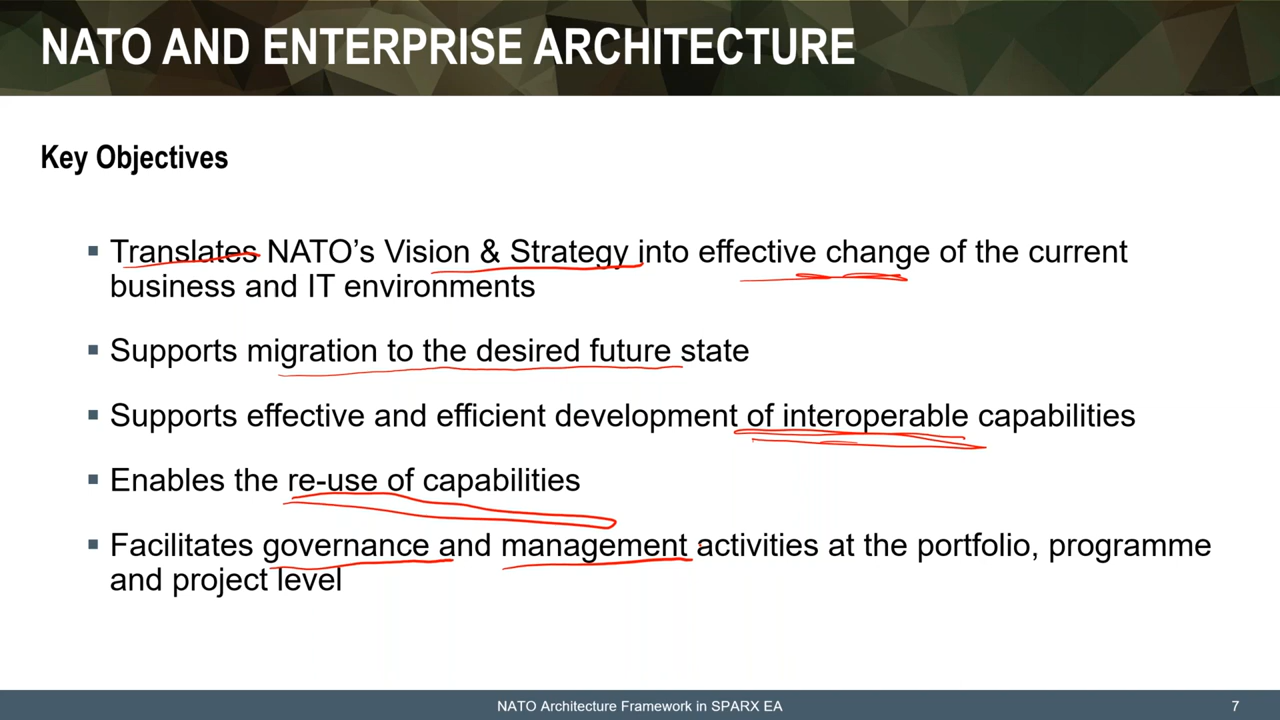 NATO AND ENTERPRISE ARCHITECTURE
Key Objectives
▪ Translates NATO’s Vision & Strategy into effective change of the current
business and IT environments
▪ Supports migration to the desired future state
▪ Supports effective and efficient development of interoperable capabilities
▪ Enables the re-use of capabilities
▪ Facilitates governance and management activities at the portfolio, programme
and project level
NATO Architecture Framework in SPARX EA
7